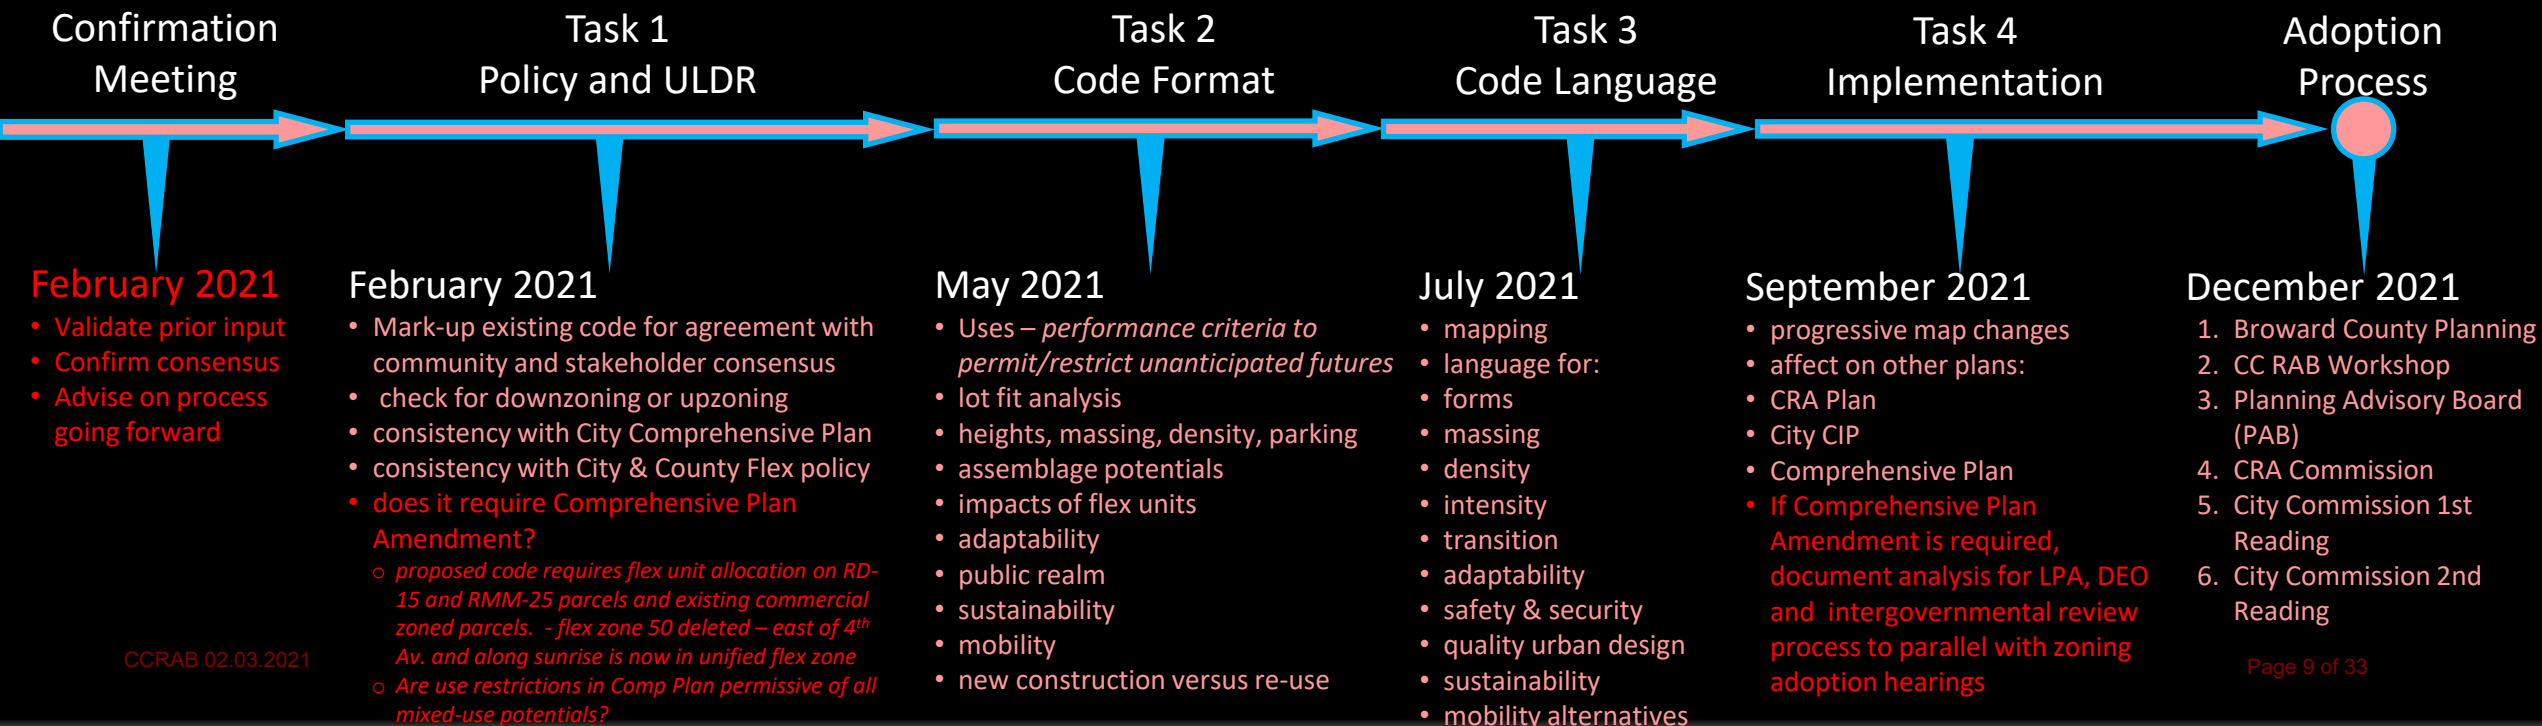 Confirmation
Meeting
Task 1
Policy and ULDR
Task 2
Code Format
Task 3
Code Language
Task 4
Implementation
Adoption
Process
February 2021
• Validate prior input
• Confirm consensus
• Advise on process
going forward
February 2021
• Mark-up existing code for agreement with
community and stakeholder consensus
• check for downzoning or upzoning
• consistency with City Comprehensive Plan
• consistency with City & County Flex policy
• does it require Comprehensive Plan
Amendment?
o proposed code requires flex unit allocation on RD-
15 and RMM-25 parcels and existing commercial
zoned parcels. - flex zone 50 deleted – east of 4th
Av. and along sunrise is now in unified flex zone
o Are use restrictions in Comp Plan permissive of all
mixed-use potentials?
May 2021
• Uses – performance criteria to
permit/restrict unanticipated futures
• lot fit analysis
• heights, massing, density, parking
• assemblage potentials
• impacts of flex units
• adaptability
• public realm
• sustainability
• mobility
• new construction versus re-use
July 2021
• mapping
• language for:
• forms
• massing
• density
• intensity
• transition
• adaptability
• safety & security
• quality urban design
• sustainability
• mobility alternatives
September 2021
• progressive map changes
• affect on other plans:
• CRA Plan
• City CIP
• Comprehensive Plan
• If Comprehensive Plan
Amendment is required,
document analysis for LPA, DEO
and intergovernmental review
process to parallel with zoning
adoption hearings
December 2021
1. Broward County Planning
2. CC RAB Workshop
3. Planning Advisory Board
(PAB)
4. CRA Commission
5. City Commission 1st
Reading
6. City Commission 2nd
Reading
CCRAB 02.03.2021
Page 9 of 33